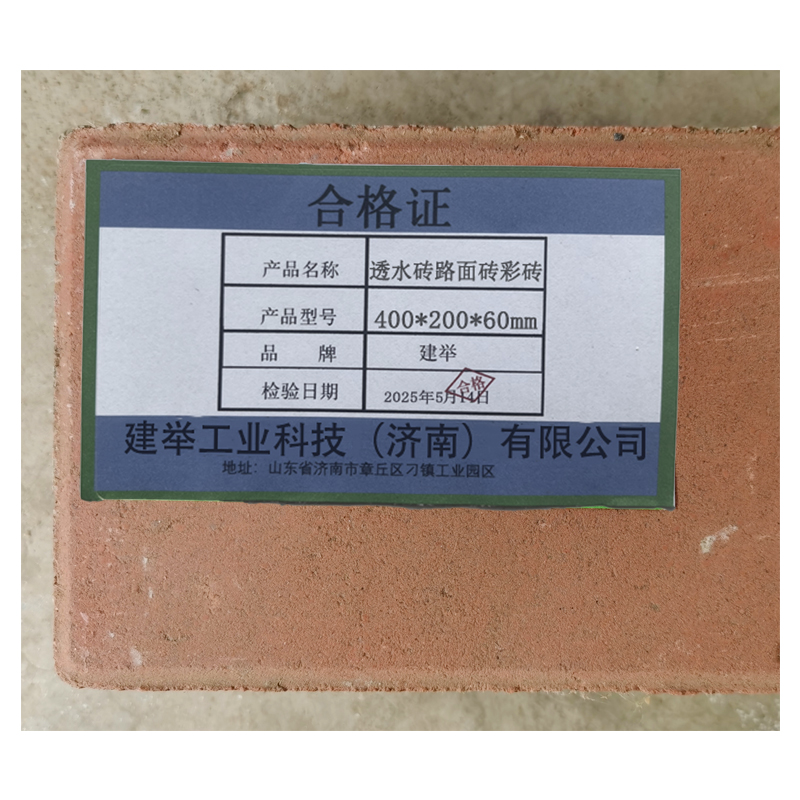 合格证
产品名称 透水砖路面砖彩砖
产品型号 400*200*60mm
品 牌 建举
检验日期 2025年5月14日
合格
建举工业科技（济南）有限公司
地址：山东省济南市章丘区刁镇工业园区